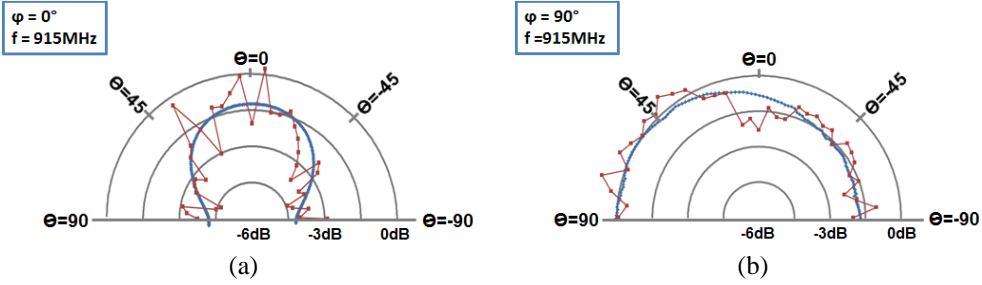 φ = 0°
f = 915MHz
φ = 90°
f =915MHz
Ө=0
Ө=45
Ө=-45
Ө=90
-6dB
-3dB
0dB
Ө=-90
(a)
Ө=0
Ө=45
Ө=-45
Ө=90
-6dB
-3dB
0dB
Ө=-90
(b)